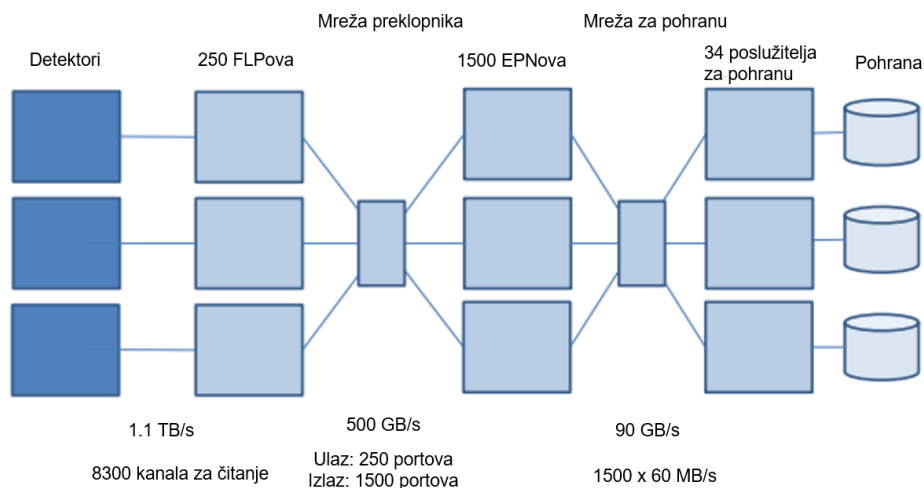 Mreža preklopnika
Mreža za pohranu
Detektori
250 FLPova
1500 EPNova
34 poslužitelja
za pohranu
Pohrana
1.1 TB/s
500 GB/s
90 GB/s
8300 kanala za čitanje
Ulaz: 250 portova
Izlaz: 1500 portova
1500 x 60 MB/s